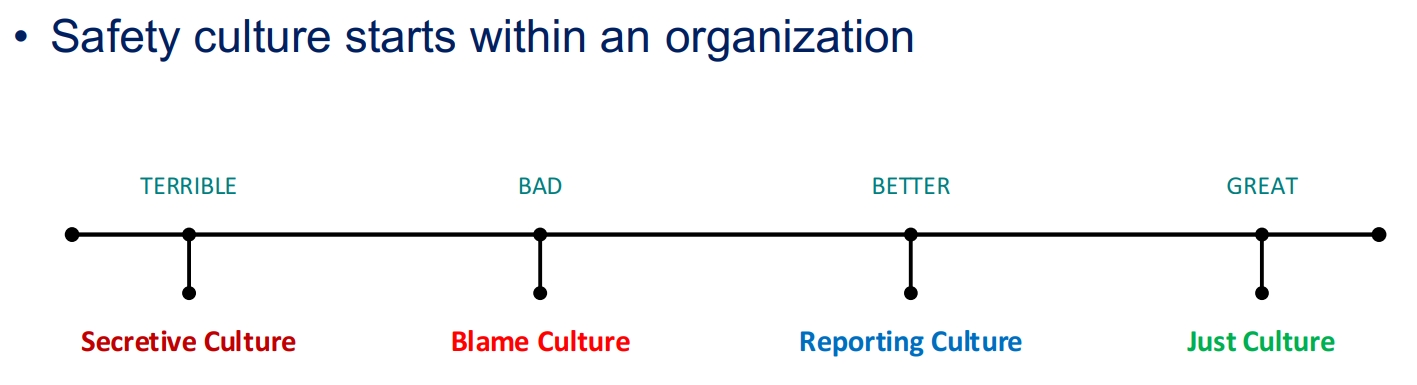 • Safety culture starts within an organization
TERRIBLE BAD BETTER GREAT
Secretive Culture Blame Culture Reporting Culture Just Culture